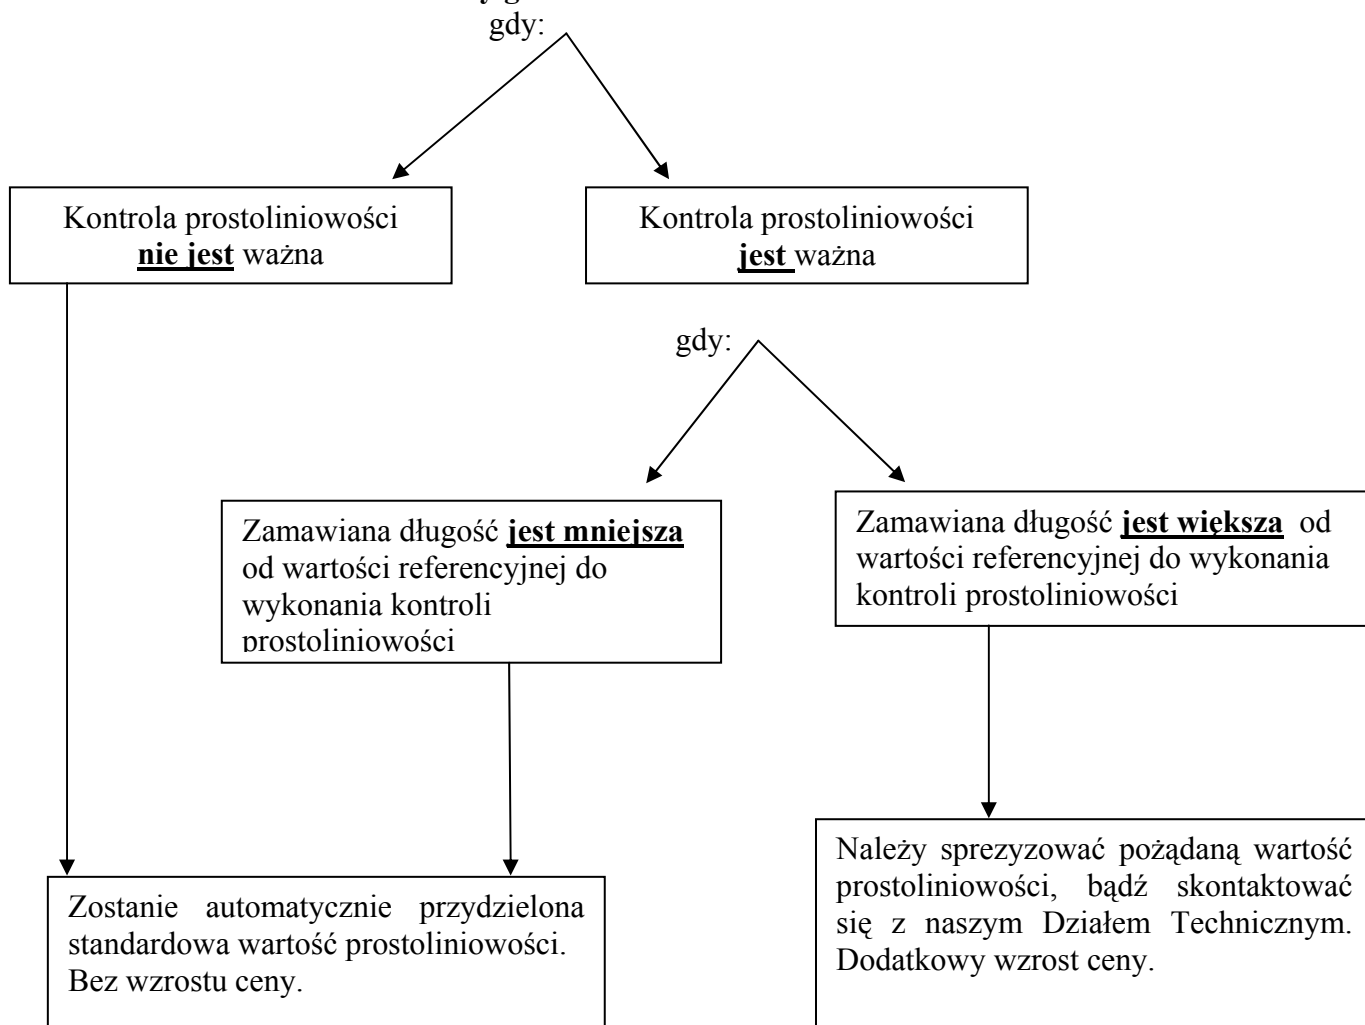 gdy:
Kontrola prostoliniowości
nie jest ważna
Kontrola prostoliniowości
jest ważna
gdy:
Zamawiana długość jest mniejsza
od wartości referencyjnej do
wykonania kontroli
prostoliniowości
Zamawiana długość jest większa od
wartości referencyjnej do wykonania
kontroli prostoliniowości
Zostanie automatycznie przydzielona
standardowa wartość prostoliniowości.
Bez wzrostu ceny.
Należy sprezyzować pożądaną wartość
prostoliniowości, bądź skontaktować
się z naszym Działem Technicznym.
Dodatkowy wzrost ceny.